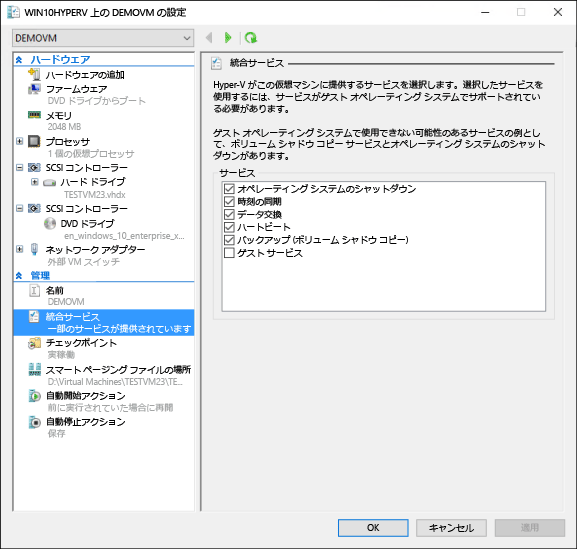 WIN10HYPERV 上の DEMOVM の設定
DEMOVM
ハードウェア
ハードウェアの追加
ファームウェア
DVD ドライブからブート
メモリ
2048 MB
プロセッサ
1 個の仮想プロセッサ
SCSI コントローラー
ハード ドライブ
TESTVM23.vhdx
SCSI コントローラー
DVD ドライブ
en_windows_10_enterprise_x...
ネットワーク アダプター
外部 VM スイッチ
管理
名前
DEMOVM
統合サービス
一部のサービスが提供されています
チェックポイント
実稼働
スマート ページング ファイルの場所
D:\Virtual Machines\TESTVM23\TE...
自動開始アクション
前に実行されていた場合に再開
自動停止アクション
保存
統合サービス
Hyper-V がこの仮想マシンに提供するサービスを選択します。選択したサービスを
使用するには、サービスがゲスト オペレーティング システムでサポートされてい
る必要があります。
ゲスト オペレーティング システムで使用できない可能性のあるサービスの例とし
て、ボリューム シャドウ コピー サービスとオペレーティング システムのシャット
ダウンがあります。
サービス
オペレーティング システムのシャットダウン
時刻の同期
データ交換
ハートビート
バックアップ (ボリューム シャドウ コピー)
ゲスト サービス
OK
キャンセル
適用